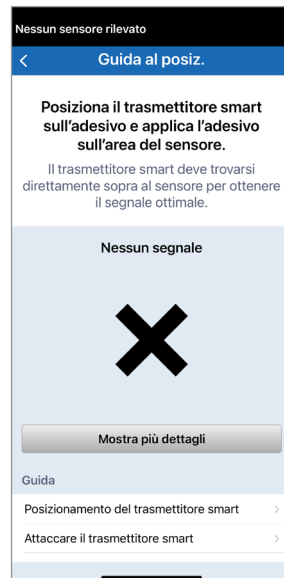 Nessun sensore rilevato
Guida al posiz.
Posiziona il trasmettitore smart
sull'adesivo e applica l'adesivo
sull'area del sensore.
Il trasmettitore smart deve trovarsi
direttamente sopra al sensore per ottenere
il segnale ottimale.
Nessun segnale
Mostra più dettagli
Guida
Posizionamento del trasmettitore smart
Attaccare il trasmettitore smart